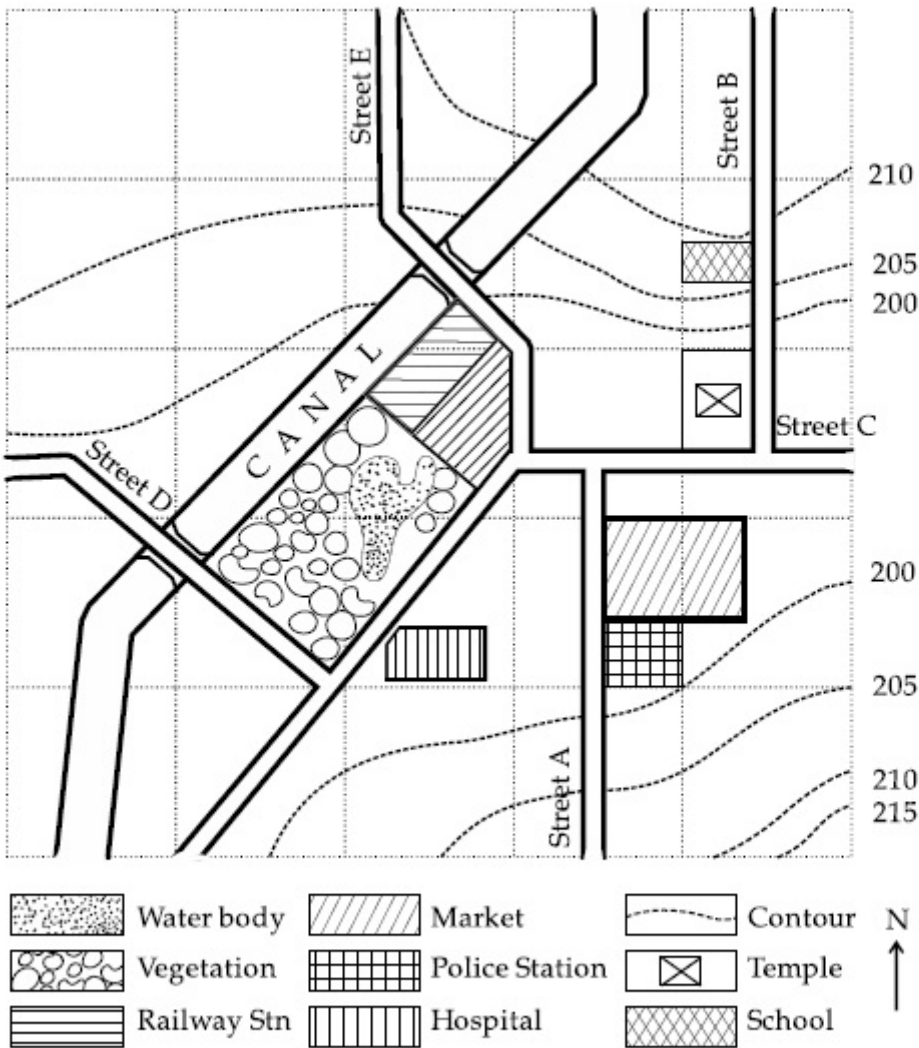 Street E
Street B
210
205
200
CANAL
Street C
Street D
200
205
Street A
210
215
Water body
Market
Contour
N
Vegetation
Police Station
Temple
Railway Stn
Hospital
School